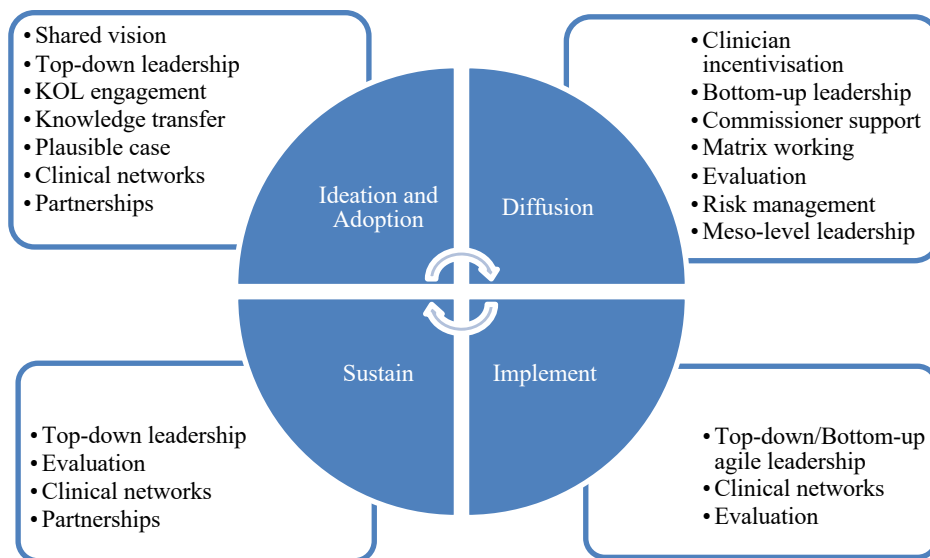 • Shared vision
• Top-down leadership
• KOL engagement
• Knowledge transfer
• Plausible case
• Clinical networks
• Partnerships
• Clinician
incentivisation
• Bottom-up leadership
• Commissioner support
• Matrix working
• Evaluation
• Risk management
• Meso-level leadership
Ideation and
Adoption
Diffusion
Sustain
Implement
• Top-down leadership
• Evaluation
• Clinical networks
• Partnerships
• Top-down/Bottom-up
agile leadership
• Clinical networks
• Evaluation